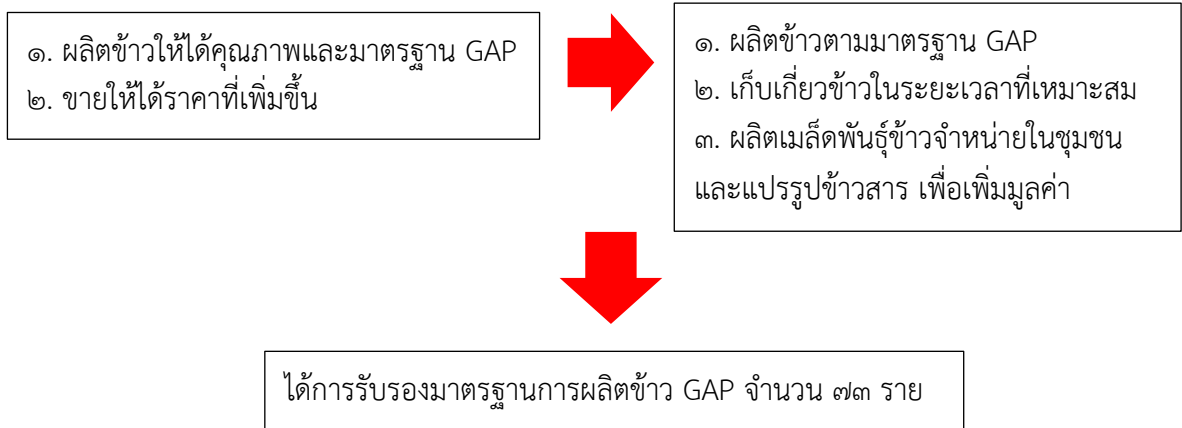 ๑. ผลิตข้าวให้ได้คุณภาพและมาตรฐาน GAP
๒. ขายให้ได้ราคาที่เพิ่มขึ้น
๑. ผลิตข้าวตามมาตรฐาน GAP
๒. เก็บเกี่ยวข้าวในระยะเวลาที่เหมาะสม
๓. ผลิตเมล็ดพันธุ์ข้าวจำหน่ายในชุมชน
และแปรรูปข้าวสาร เพื่อเพิ่มมูลค่า
ได้การรับรองมาตรฐานการผลิตข้าว GAP จำนวน ๗๓ ราย